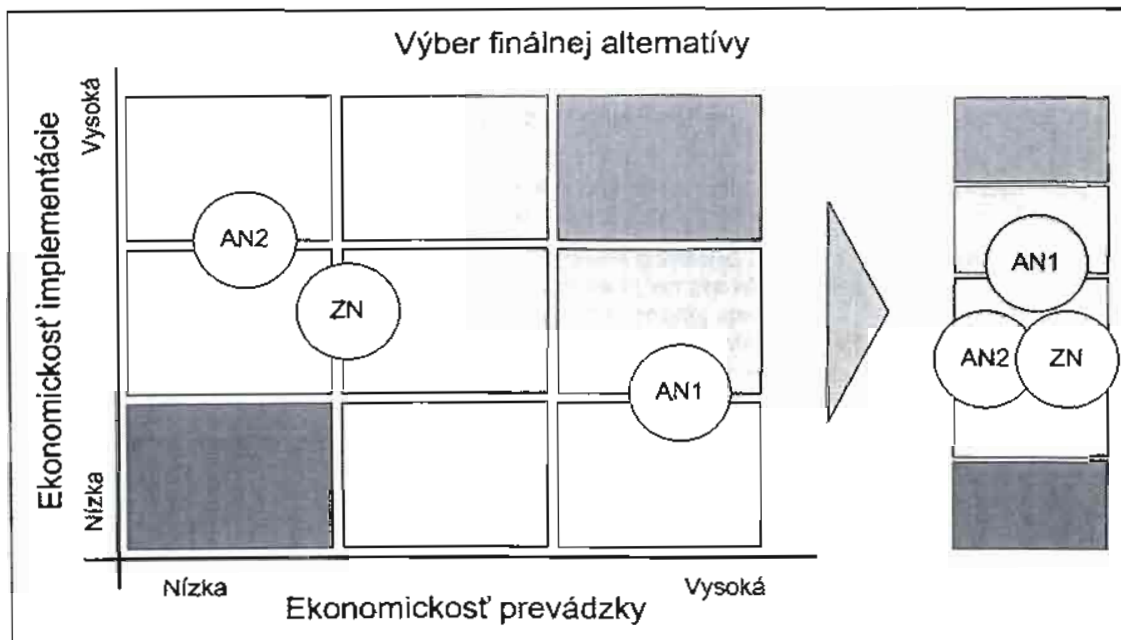 Výber finálnej alternatívy
Ekonomickosť implementácie
Vysoká
Nízka
AN2
ZN
AN1
AN1
AN2
ZN
Nízka
Vysoká
Ekonomickosť prevádzky